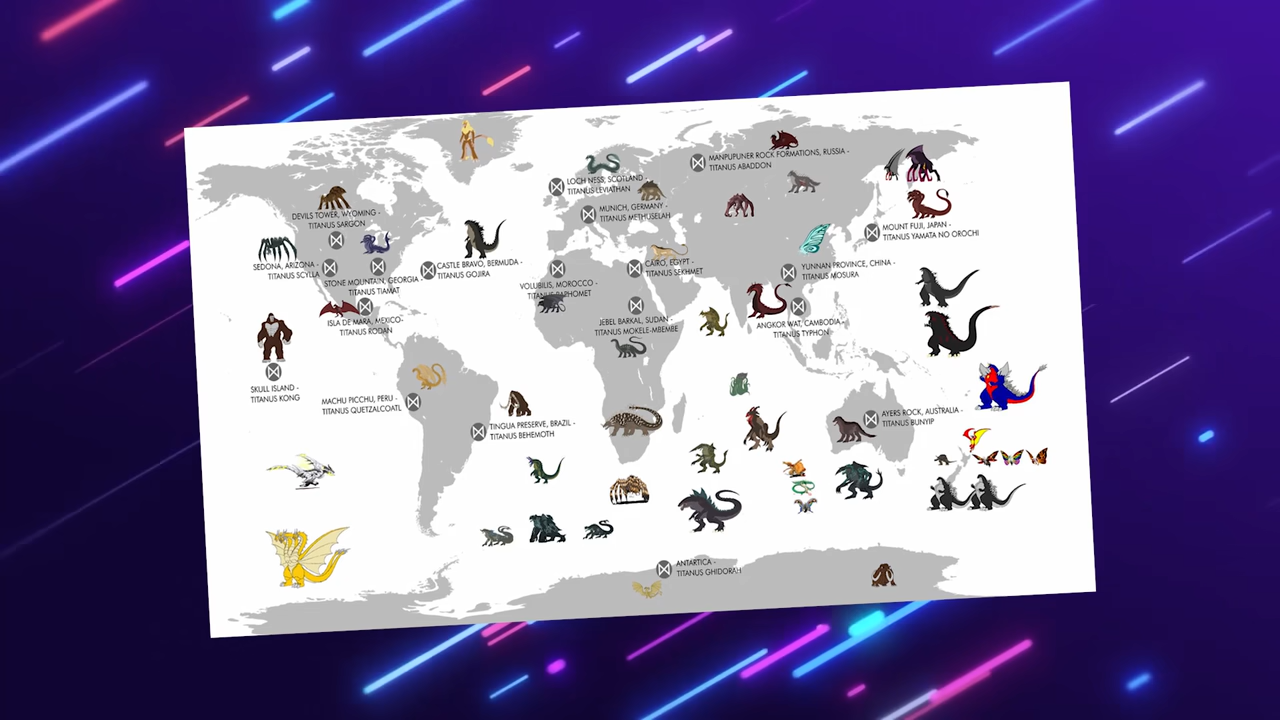 MANPUPUNER ROCK FORMATIONS, RUSSIA -
TITANUS ABADDON
LOCH NESS, SCOTLAND -
TITANUS LEVIATHAN
MUNICH, GERMANY -
TITANUS METHUSELAH
DEVILS TOWER, WYOMING -
TITANUS SARGON
MOUNT FUJI, JAPAN -
TITANUS YAMATA NO OROCHI
SEDONA, ARIZONA -
TITANUS SCYLLA
STONE MOUNTAIN, GEORGIA -
TITANUS TIAMAT
CASTLE BRAVO, BERMUDA -
TITANUS GOJIRA
CAIRO, EGYPT -
TITANUS SEKHMET
YUNNAN PROVINCE, CHINA -
TITANUS MOSURA
VOLUBILIS, MOROCCO -
TITANUS BAPHOMET
ISLA DE MARA, MEXICO-
TITANUS RODAN
JEBEL BARKAL, SUDAN -
TITANUS MOKELE-MBEMBE
ANGKOR WAT, CAMBODIA -
TITANUS TYPHON
SKULL ISLAND -
TITANUS KONG
MACHU PICCHU, PERU -
TITANUS QUETZALCOATL
TINGUA PRESERVE, BRAZIL -
TITANUS BEHEMOTH
AYERS ROCK, AUSTRALIA -
TITANUS BUNYIP
ANTARTICA -
TITANUS GHIDORAH